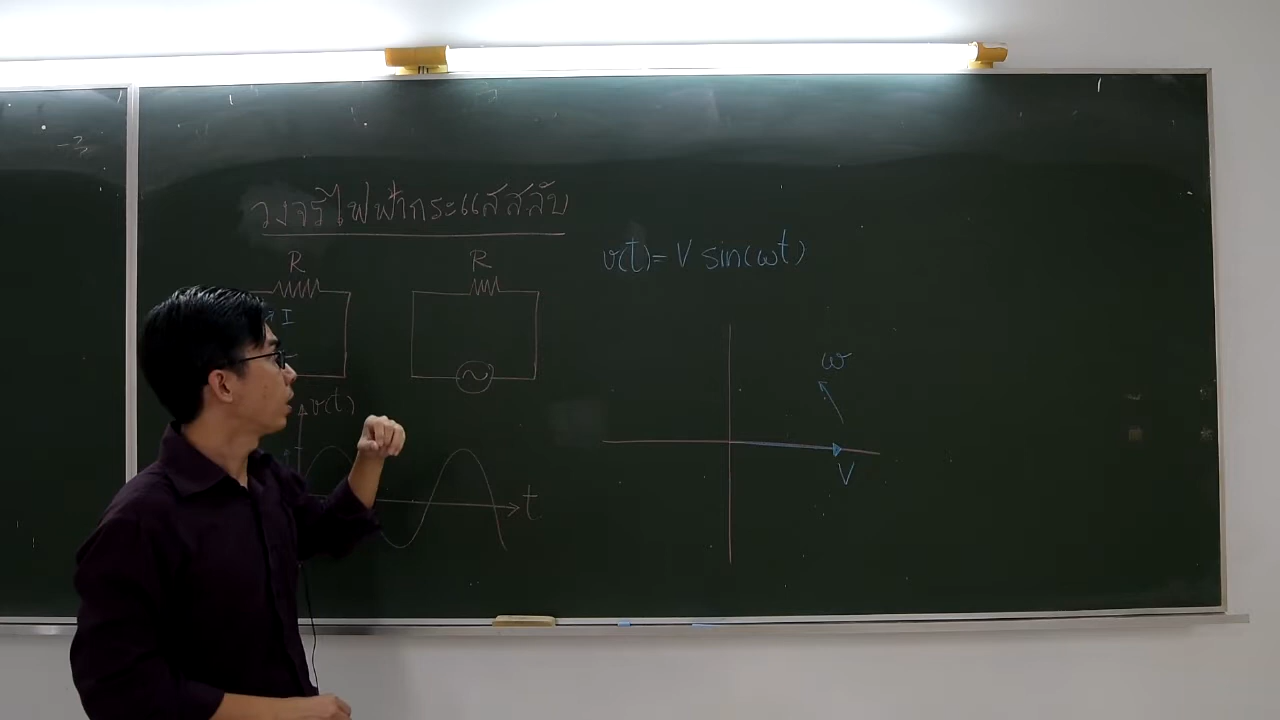 วงจรไฟฟ้ากระแสสลับ
R
I
R
v(t)
t
v(t) = V sin(ωt)
ω
V